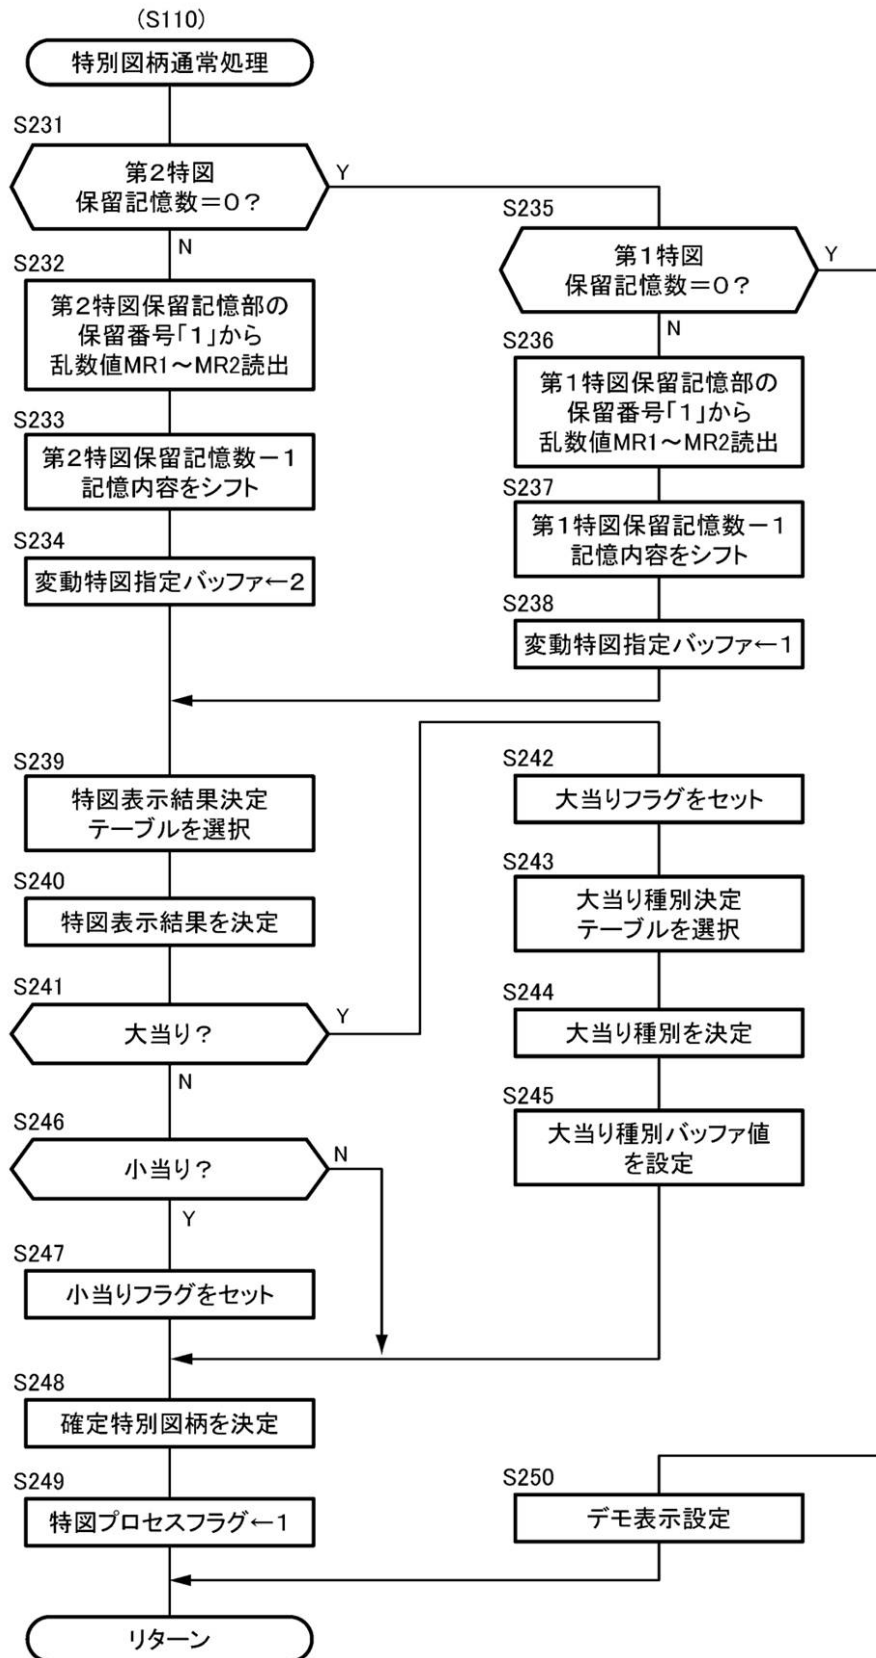 (S110)
特別図柄通常処理
S231
第2特図
保留記憶数=0?
Y
N
S232
第2特図保留記憶部の
保留番号「1」から
乱数値MR1~MR2読出
S233
第2特図保留記憶数-1
記憶内容をシフト
S234
変動特図指定バッファ←2
S235
第1特図
保留記憶数=0?
Y
N
S236
第1特図保留記憶部の
保留番号「1」から
乱数値MR1~MR2読出
S237
第1特図保留記憶数-1
記憶内容をシフト
S238
変動特図指定バッファ←1
S239
特図表示結果決定
テーブルを選択
S240
特図表示結果を決定
S241
大当り?
Y
N
S242
大当りフラグをセット
S243
大当り種別決定
テーブルを選択
S244
大当り種別を決定
S245
大当り種別バッファ値
を設定
S246
小当り?
N
Y
S247
小当りフラグをセット
S248
確定特別図柄を決定
S249
特図プロセスフラグ←1
S250
デモ表示設定
リターン